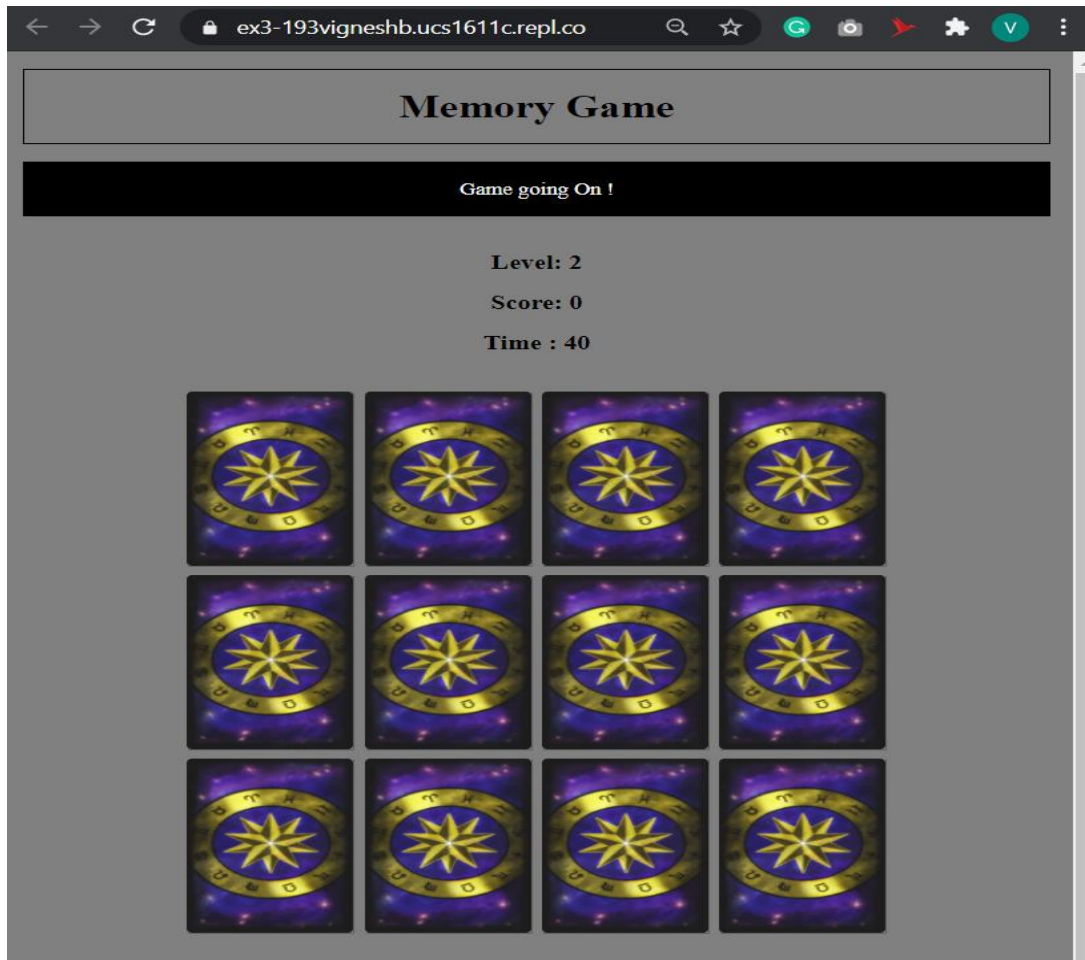 ex3-193vigneshb.ucs1611c.repl.co
V
Memory Game
Game going On !
Level: 2
Score: 0
Time : 40